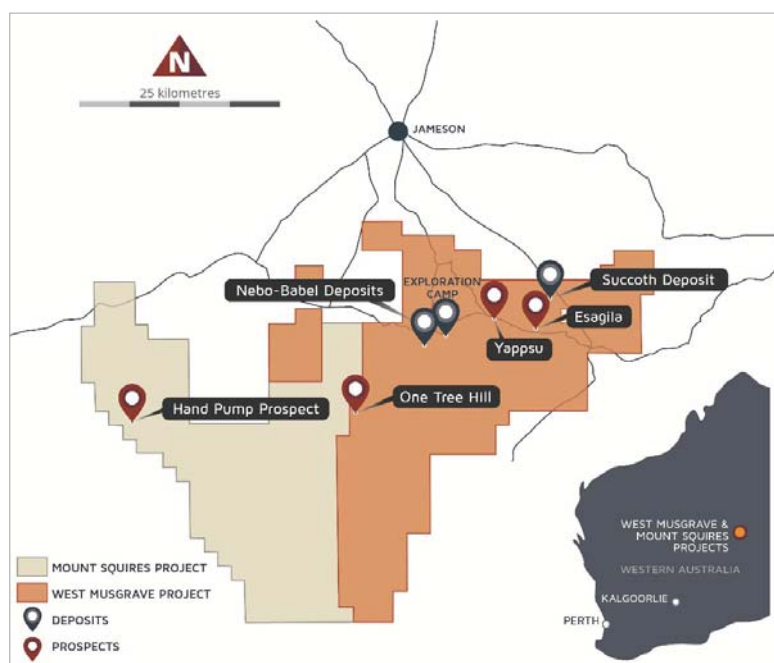 N
25 kilometres
JAMESON
Nebo-Babel Deposits
EXPLORATION
CAMP
Succoth Deposit
Esagila
Yappsu
One Tree Hill
Hand Pump Prospect
MOUNT SQUIRES PROJECT
WEST MUSGRAVE PROJECT
DEPOSITS
PROSPECTS
WEST MUSGRAVE &
MOUNT SQUIRES
PROJECTS
WESTERN AUSTRALIA
KALGOORLIE
PERTH